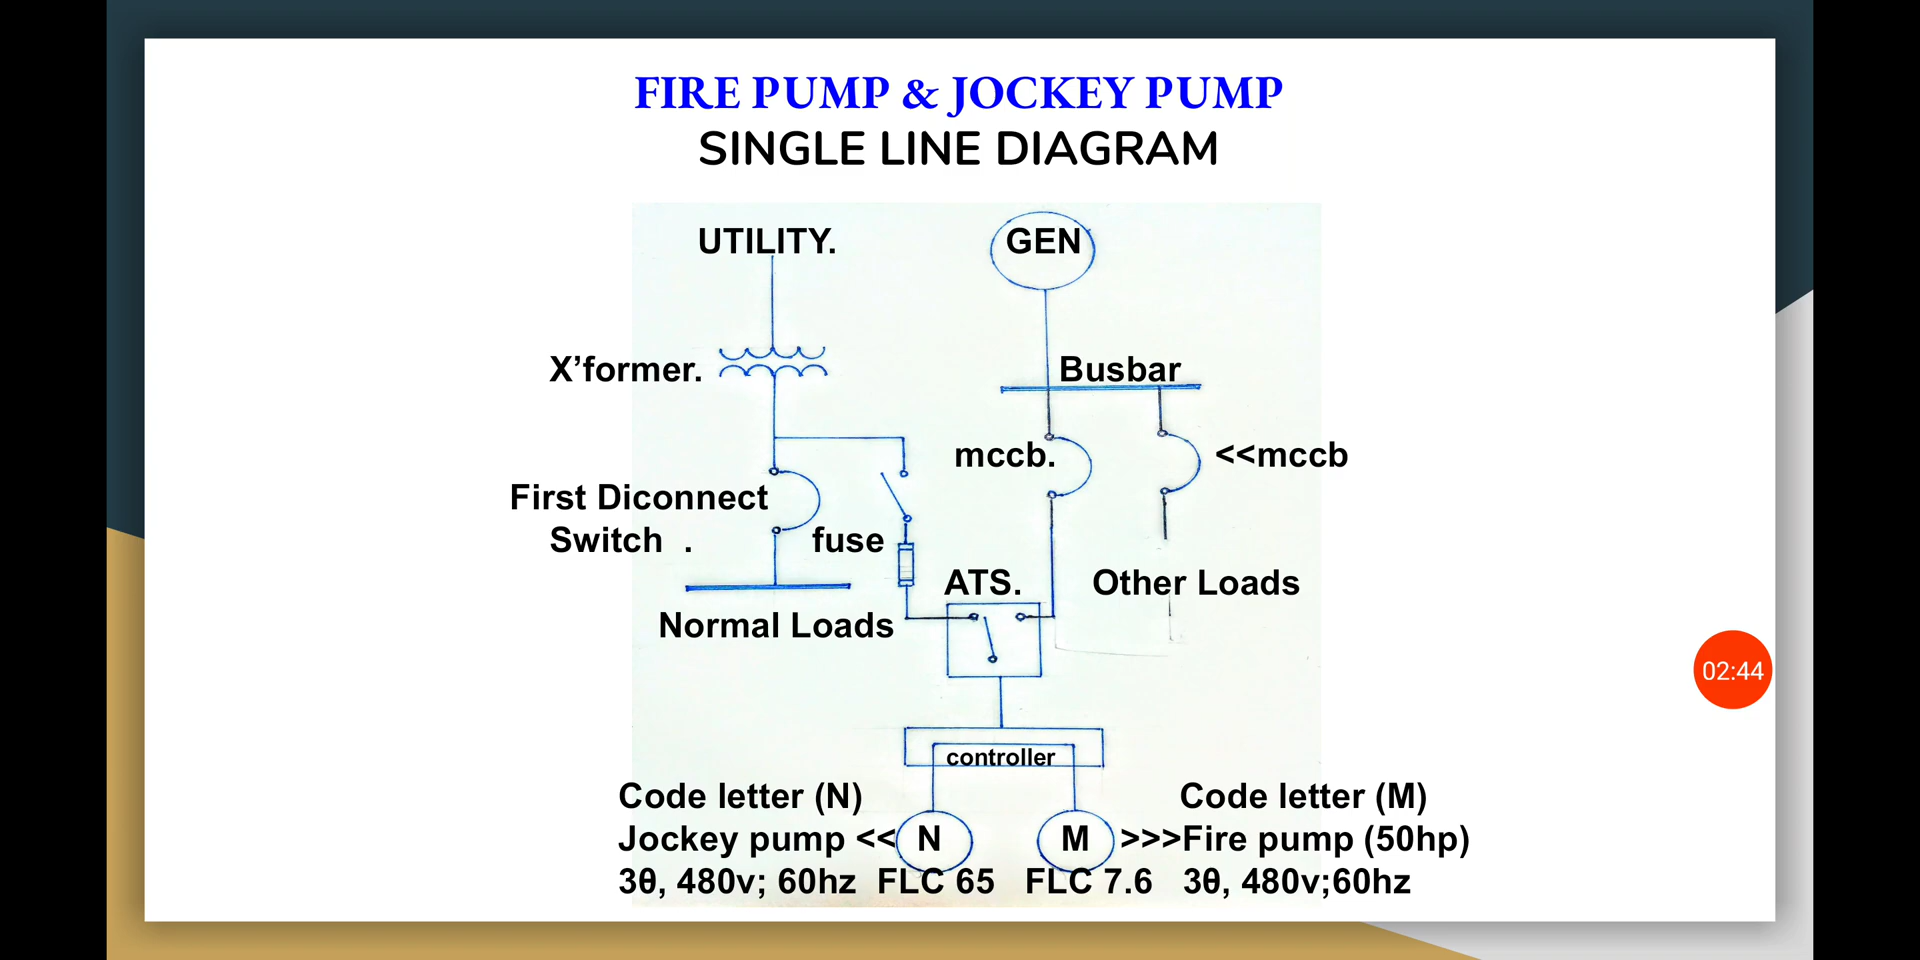 FIRE PUMP & JOCKEY PUMP
SINGLE LINE DIAGRAM
UTILITY.
GEN
X'former.
Busbar
mccb.
<<mccb
First Diconnect
Switch .
fuse
ATS.
Other Loads
Normal Loads
02:44
controller
Code letter (N)
Code letter (M)
Jockey pump <<
N
M
>>>Fire pump (50hp)
3θ, 480v; 60hz FLC 65
FLC 7.6 3θ, 480v;60hz